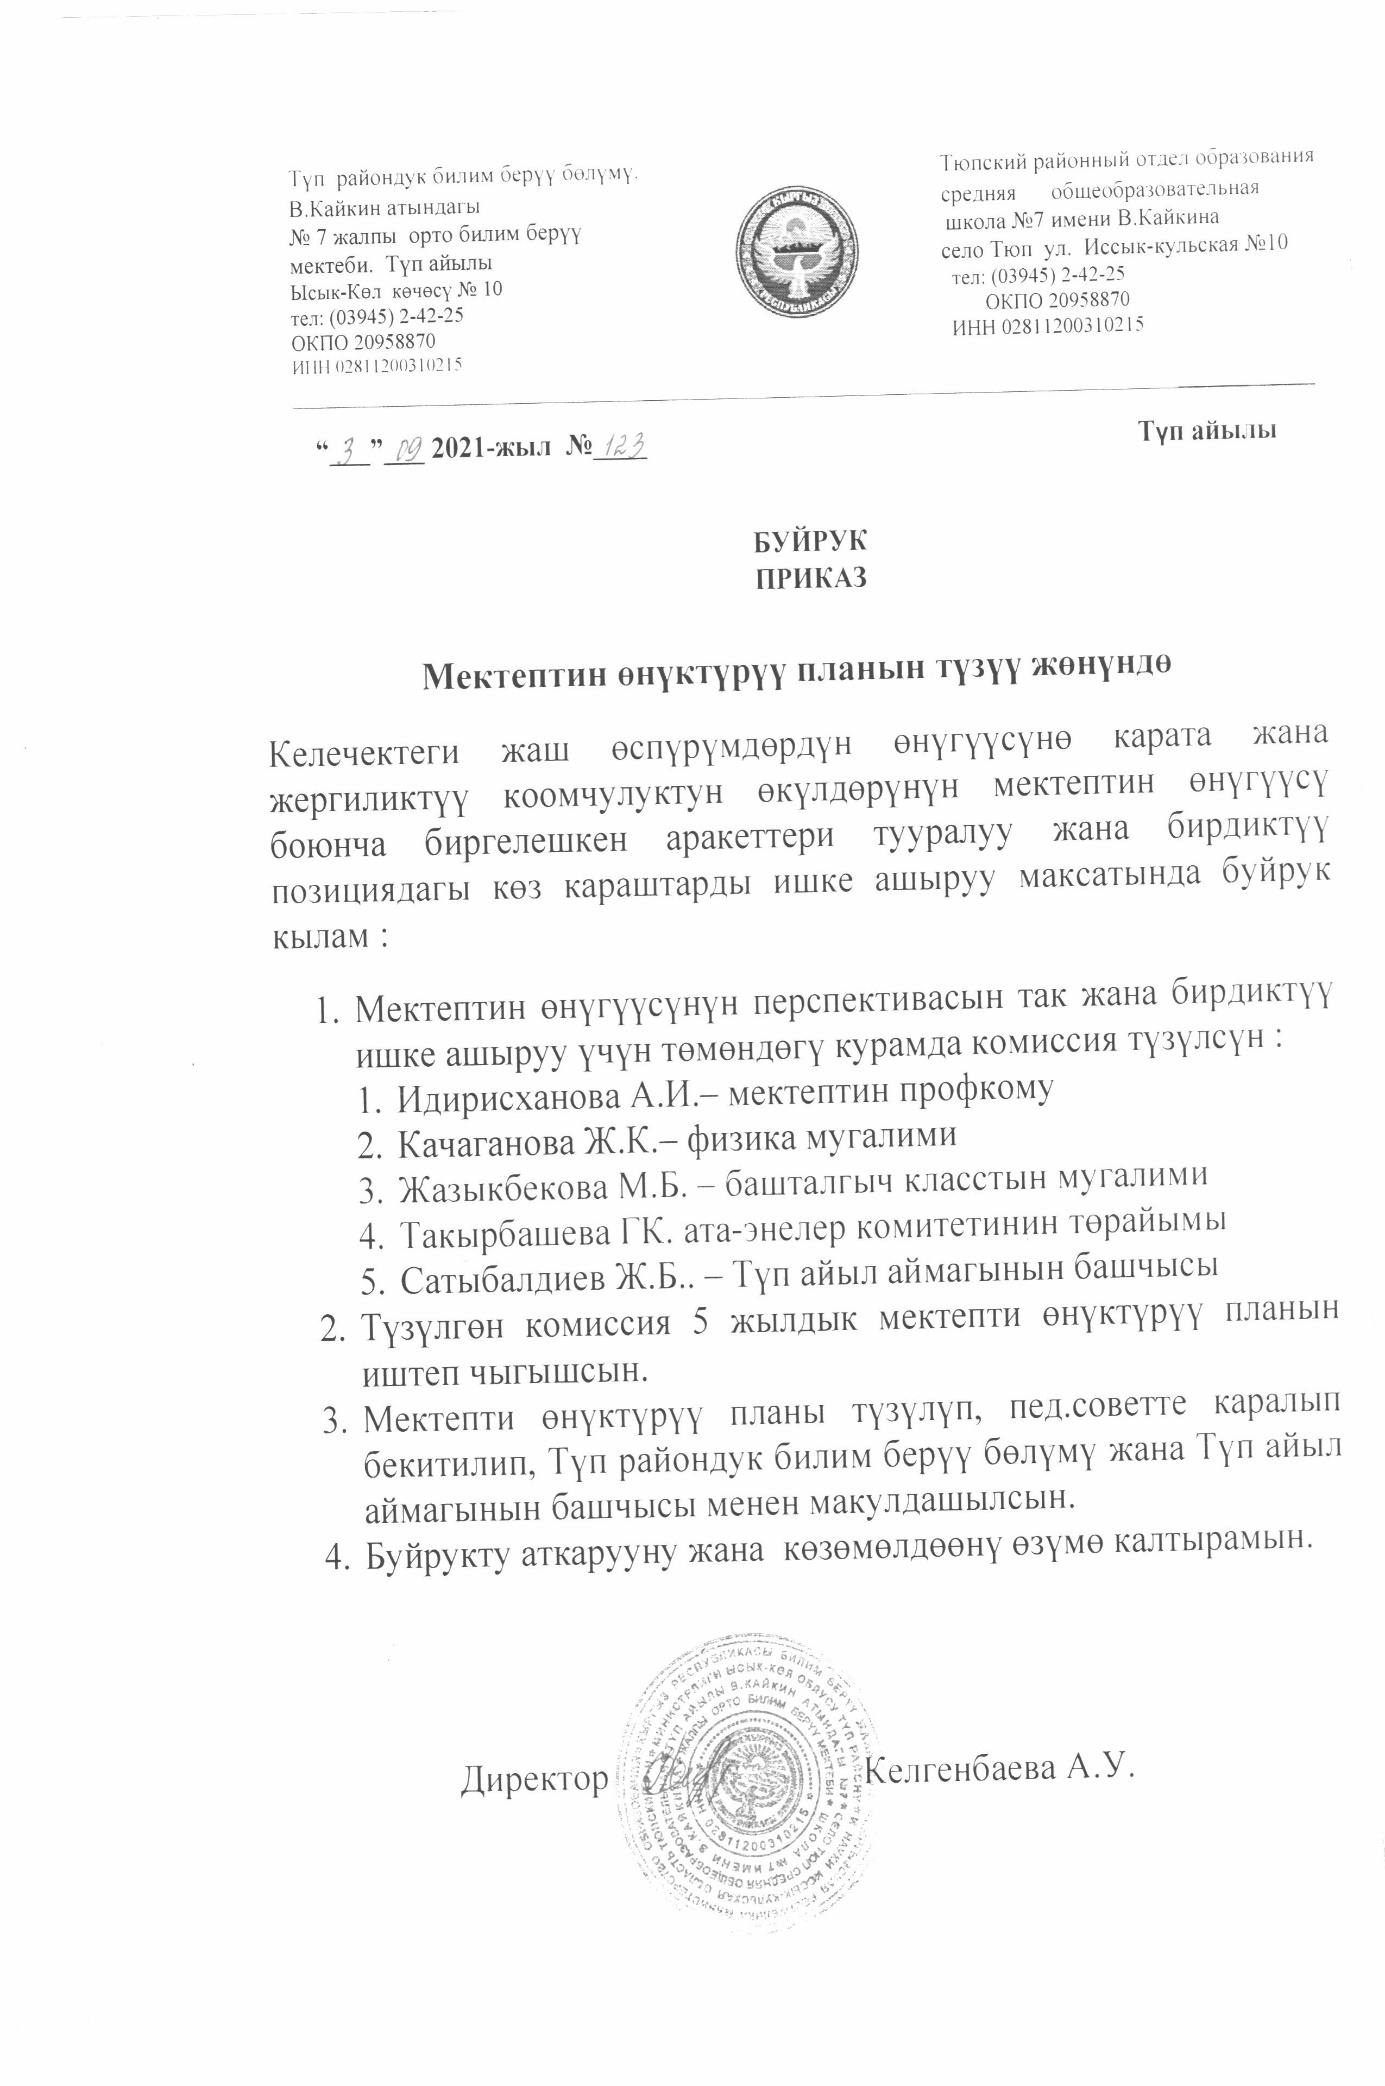 Түп районduk билим берүү бөлүмү.
В.Кайкин атындагы
№ 7 жалпы орто билим берүү
мектеби. Түп айылы
Ысык-Көл көчөсү № 10
тел: (03945) 2-42-25
ОКПО 20958870
ИНН 02811200310215
Тюпский районный отдел образования
средняя общеобразовательная
школа №7 имени В.Кайкина
село Тюп ул. Иссык-кульская №10
тел: (03945) 2-42-25
ОКПО 20958870
ИНН 02811200310215
“ 3 ” 09 2021-жыл № 123
Түп айылы
БУЙРУК
ПРИКАЗ
Мектептин өнүктүрүү планын түзүү жөнүндө
Келечектеги жаш өспүрүмдөрдүн өнүгүүсүнө карата жана
жергиликтүү коомчулуктун өкүлдөрүнүн мектептин өнүгүүсү
боюнча биргелешкен аракеттери тууралуу жана бирдиктүү
позициядагы көз караштарды ишке ашыруу максатында буйрук
кылам :
1. Мектептин өнүгүүсүнүн перспективасын так жана бирдиктүү
ишке ашыруу үчүн төмөндөгү курамда комиссия түзүлсүн :
1. Идирисханова А.И.– мектептин профкому
2. Качаганова Ж.К.– физика мугалими
3. Жазыкбекова М.Б. – башталгыч класстын мугалими
4. Такырбашева ГК. ата-энелер комитетинин төрайымы
5. Сатыбалдиев Ж.Б.. – Түп айыл аймагынын башчысы
2. Түзүлгөн комиссия 5 жылдык мектепти өнүктүрүү планын
иштеп чыгышсын.
3. Мектепти өнүктүрүү планы түзүлүп, пед.советте каралып
бекитилип, Түп райондук билим берүү бөлүмү жана Түп айыл
аймагынын башчысы менен макулдашылсын.
4. Буйрукту аткарууну жана көзөмөлдөөнү өзүмө калтырамын.
Директор
Келгенбаева А.У.